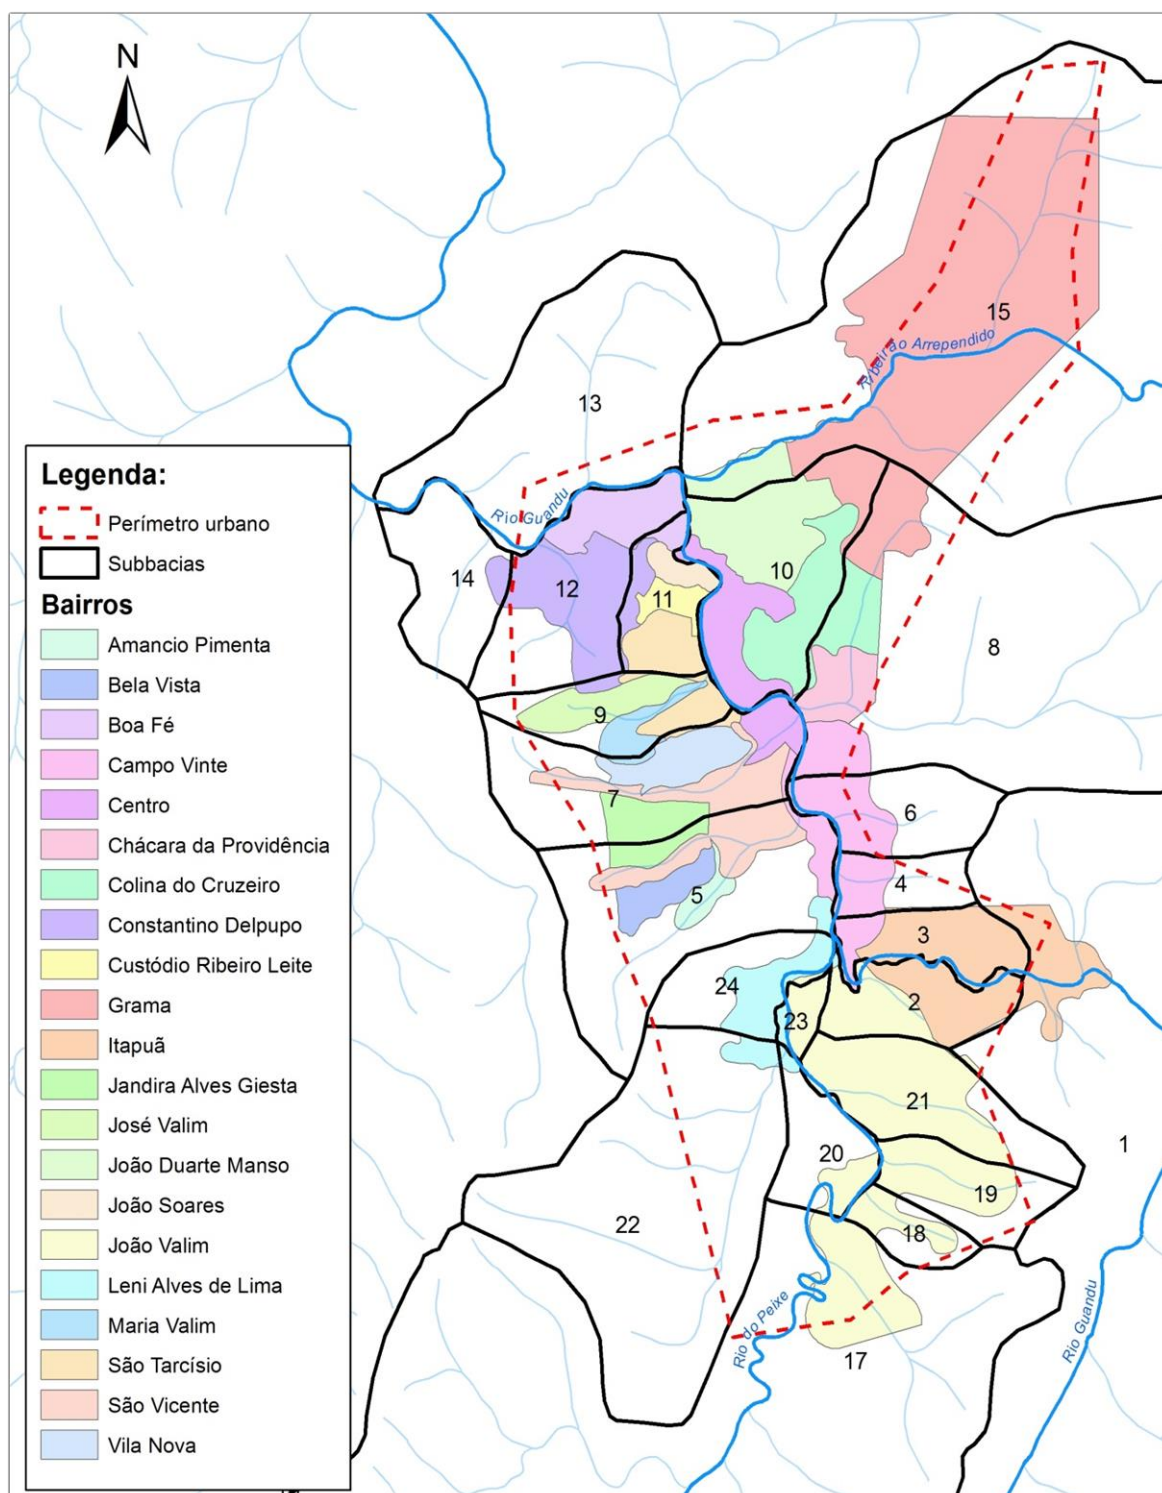 N
15
Ribeirão Arrependido
13
Rio Guandu
14
12
11
10
8
9
7
6
4
5
3
24
2
23
21
1
20
19
18
22
17
Rio do Peixe
Rio Guandu
Legenda:
Perímetro urbano
Subbacias
Bairros
Amancio Pimenta
Bela Vista
Boa Fé
Campo Vinte
Centro
Chácara da Providência
Colina do Cruzeiro
Constantino Delpupo
Custódio Ribeiro Leite
Grama
Itapuã
Jandira Alves Giesta
José Valim
João Duarte Manso
João Soares
João Valim
Leni Alves de Lima
Maria Valim
São Tarcísio
São Vicente
Vila Nova